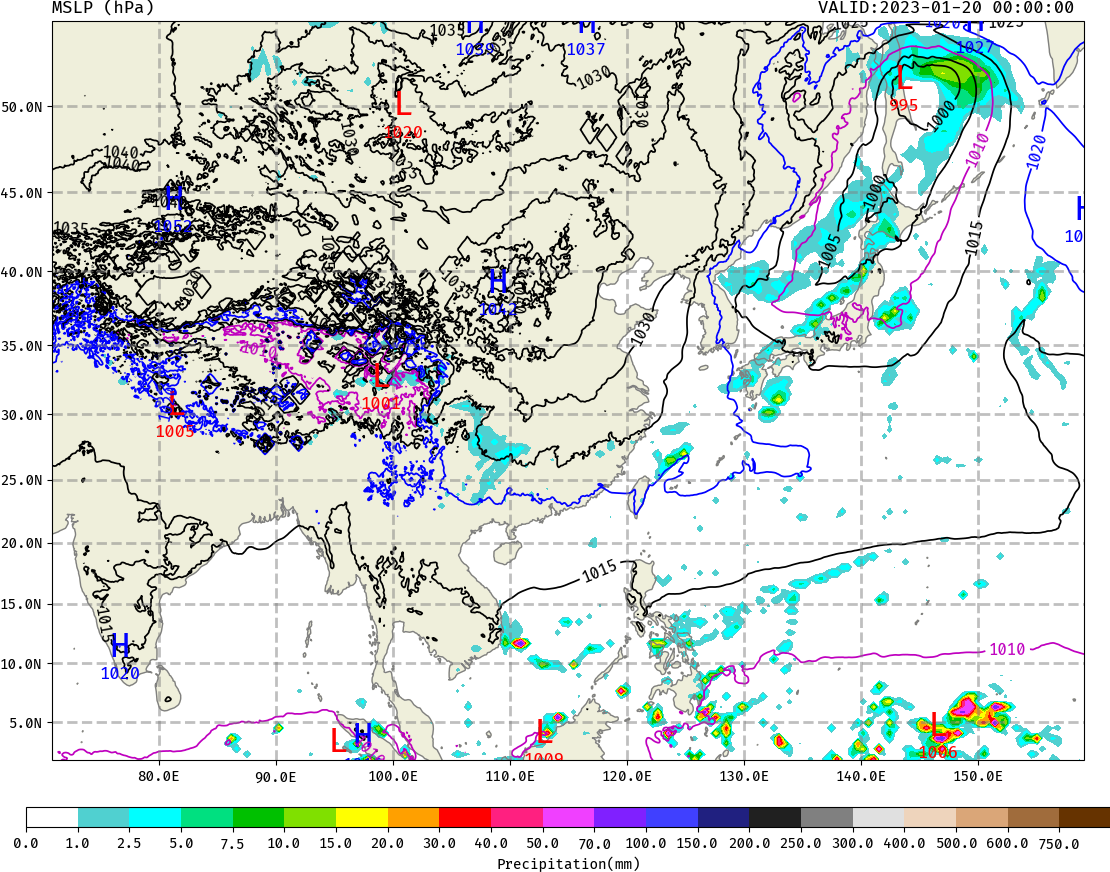 MSLP (hPa) VALID:2023-01-20 00:00:00
1035 H 1039 H 1037 1025 1020 H 1027 1025
1030 L 995
50.0N L 1020 1030 1030 1000
1040 1040 1010 1020
45.0N H 1000 H
1035 1005 1015
40.0N H 1035
1030
35.0N 1010
L 1001
30.0N L 1005
25.0N
20.0N
1015
15.0N 1015
H 1020 1010
10.0N
5.0N L H L 1009 L 1006
80.0E 90.0E 100.0E 110.0E 120.0E 130.0E 140.0E 150.0E
0.0 1.0 2.5 5.0 7.5 10.0 15.0 20.0 30.0 40.0 50.0 70.0 100.0 150.0 200.0 250.0 300.0 400.0 500.0 600.0 750.0
Precipitation(mm)